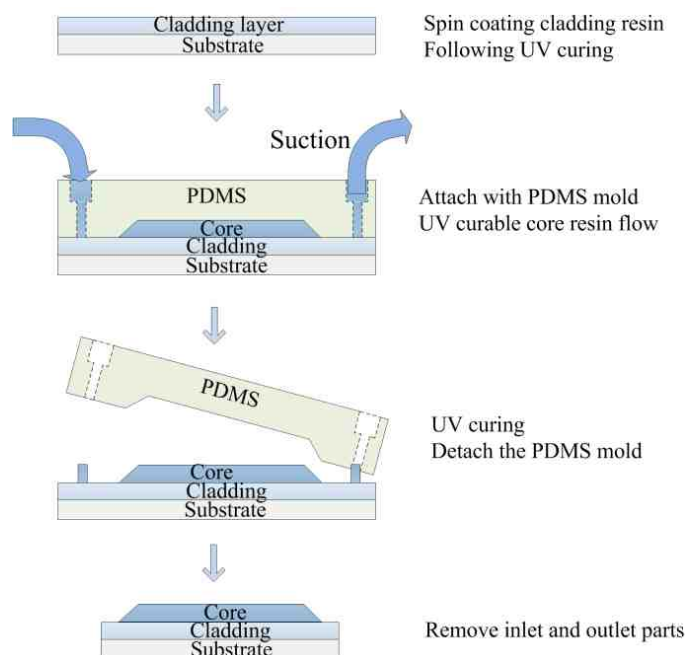 Cladding layer
Substrate
Spin coating cladding resin
Following UV curing
Suction
PDMS
Core
Cladding
Substrate
Attach with PDMS mold
UV curable core resin flow
PDMS
Core
Cladding
Substrate
UV curing
Detach the PDMS mold
Core
Cladding
Substrate
Remove inlet and outlet parts